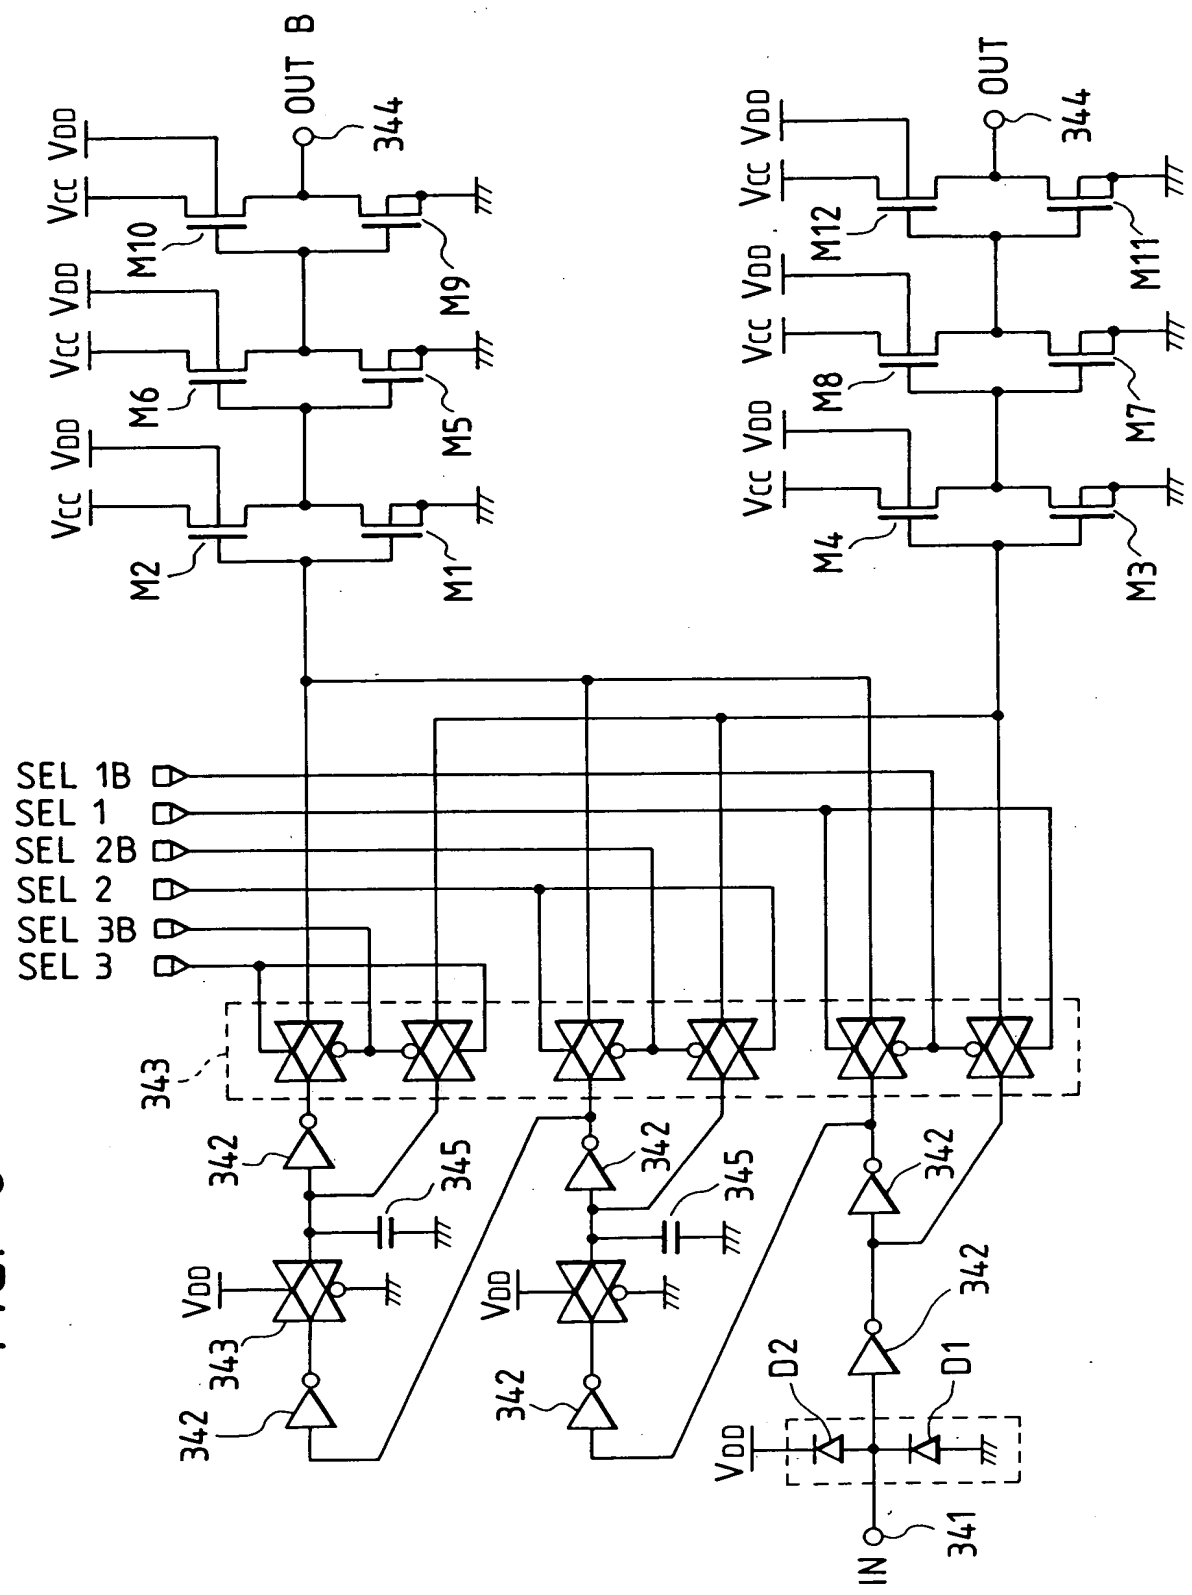 OUT B
344
VDD
VCC
M10
M9
VDD
VCC
M6
M5
VDD
VCC
M2
M1
OUT
344
VDD
VCC
M12
M11
VDD
VCC
M8
M7
VDD
VCC
M4
M3
SEL 1B
SEL 1
SEL 2B
SEL 2
SEL 3B
SEL 3
343
342
345
VDD
343
342
342
345
VDD
342
342
342
D2
D1
VDD
341
IN